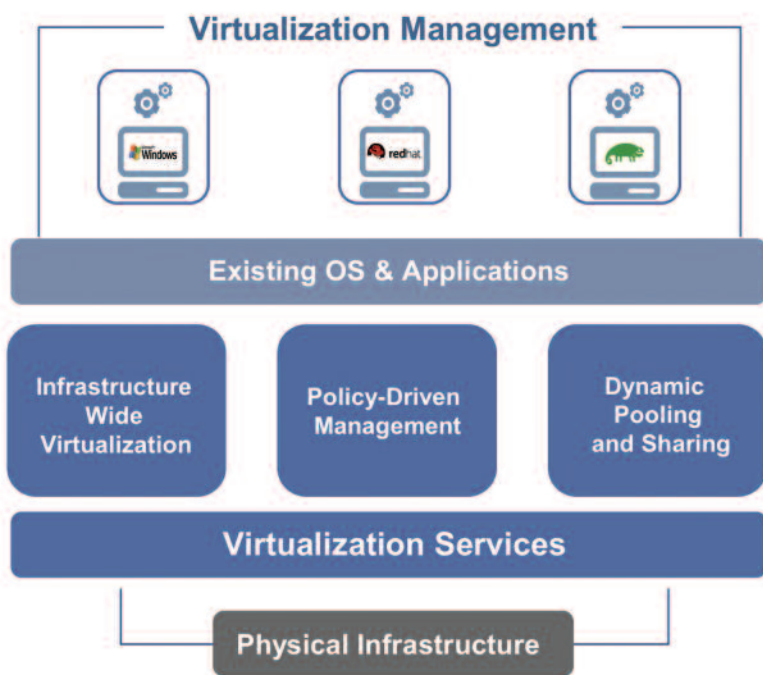 Virtualization Management
Windows
redhat
Existing OS & Applications
Infrastructure
Wide
Virtualization
Policy-Driven
Management
Dynamic
Pooling
and Sharing
Virtualization Services
Physical Infrastructure